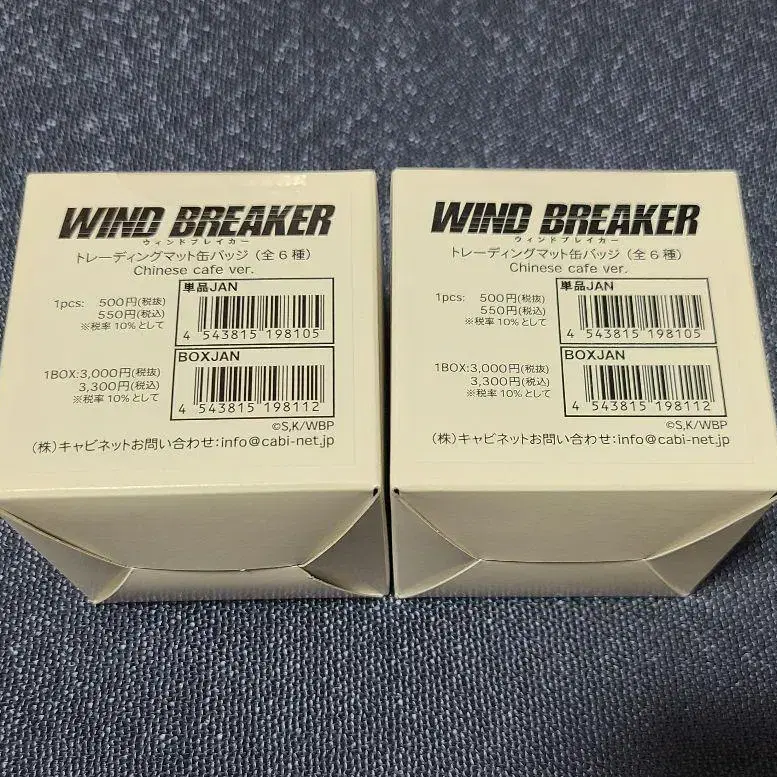 WIND BREAKER
ウィンドブレイカー
トレーディングマット缶バッジ（全６種）
Chinese cafe ver.
1pcs: 500円(税抜)
550円(税込)
※税率10%として
単品JAN
4 543815 198105
1BOX:3,000円(税抜)
3,300円(税込)
※税率10%として
BOXJAN
4 543815 198112
©S,K/WBP
(株)キャビネットお問い合わせ:info@cabi-net.jp
WIND BREAKER
ウィンドブレイカー
トレーディングマット缶バッジ（全６種）
Chinese cafe ver.
1pcs: 500円(税抜)
550円(税込)
※税率10%として
単品JAN
4 543815 198105
1BOX:3,000円(税抜)
3,300円(税込)
※税率10%として
BOXJAN
4 543815 198112
©S,K/WBP
(株)キャビネットお問い合わせ:info@cabi-net.jp